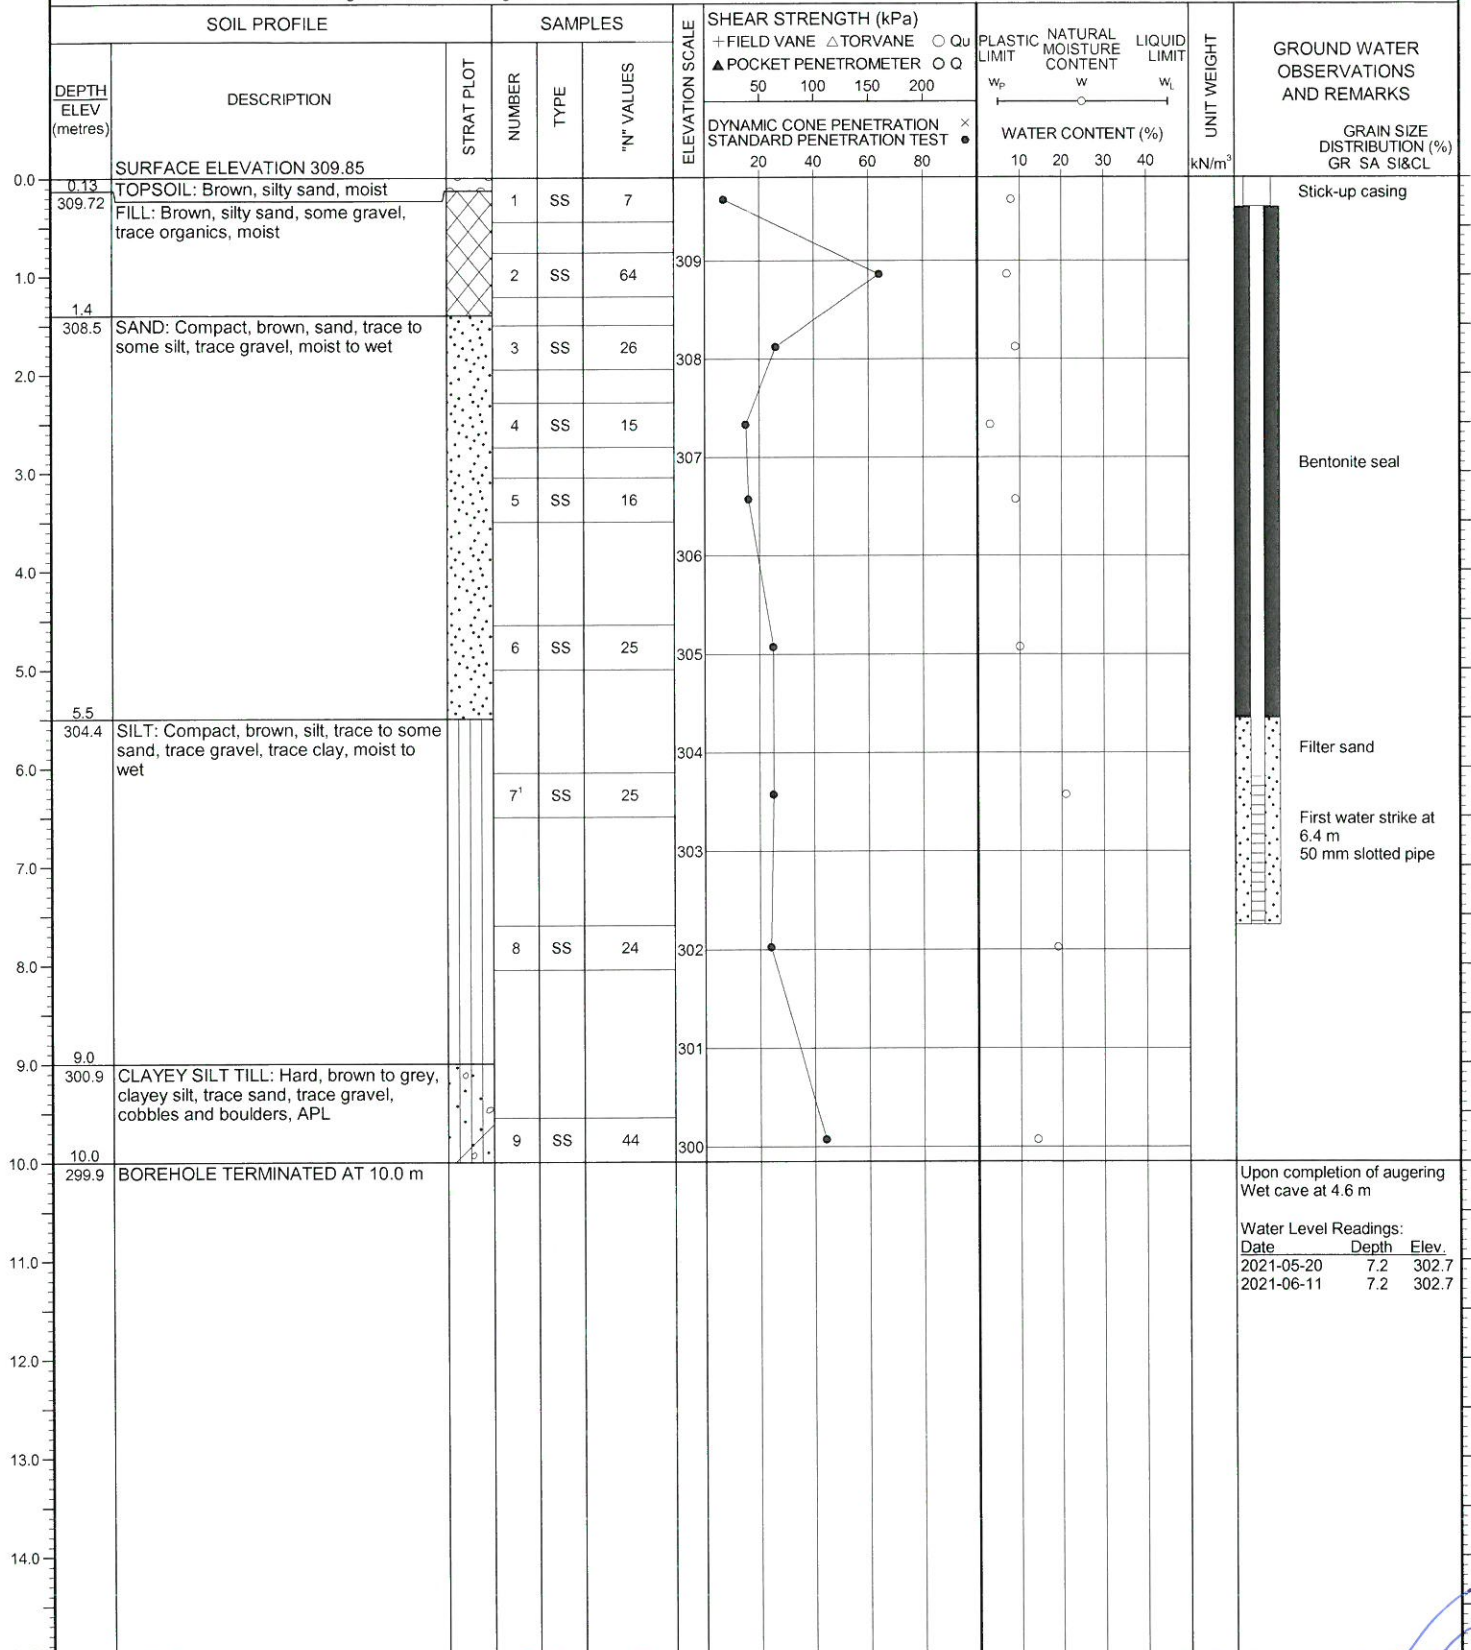 SOIL PROFILE
SAMPLES
ELEVATION SCALE
SHEAR STRENGTH (kPa)
+ FIELD VANE △ TORVANE ○ Qu
▲ POCKET PENETROMETER ○ Q
50 100 150 200
DYNAMIC CONE PENETRATION ×
STANDARD PENETRATION TEST ●
20 40 60 80
PLASTIC LIMIT
NATURAL MOISTURE CONTENT
LIQUID LIMIT
WP W WL
WATER CONTENT (%)
10 20 30 40
UNIT WEIGHT
kN/m³
GROUND WATER
OBSERVATIONS
AND REMARKS
GRAIN SIZE
DISTRIBUTION (%)
GR SA SI&CL
DEPTH
ELEV
(metres)
DESCRIPTION
STRAT PLOT
NUMBER
TYPE
"N" VALUES
SURFACE ELEVATION 309.85
0.0
0.13
309.72
TOPSOIL: Brown, silty sand, moist
FILL: Brown, silty sand, some gravel,
trace organics, moist
1 SS 7
Stick-up casing
309
1.0
2 SS 64
1.4
308.5
SAND: Compact, brown, sand, trace to
some silt, trace gravel, moist to wet
3 SS 26
308
2.0
4 SS 15
307
Bentonite seal
3.0
5 SS 16
306
4.0
6 SS 25
305
5.0
5.5
304.4
SILT: Compact, brown, silt, trace to some
sand, trace gravel, trace clay, moist to
wet
304
Filter sand
6.0
7¹ SS 25
First water strike at
6.4 m
50 mm slotted pipe
303
7.0
8 SS 24
302
8.0
301
9.0
9.0
300.9
CLAYEY SILT TILL: Hard, brown to grey,
clayey silt, trace sand, trace gravel,
cobbles and boulders, APL
9 SS 44
300
10.0
10.0
299.9
BOREHOLE TERMINATED AT 10.0 m
Upon completion of augering
Wet cave at 4.6 m
Water Level Readings:
Date Depth Elev.
2021-05-20 7.2 302.7
2021-06-11 7.2 302.7
11.0
12.0
13.0
14.0